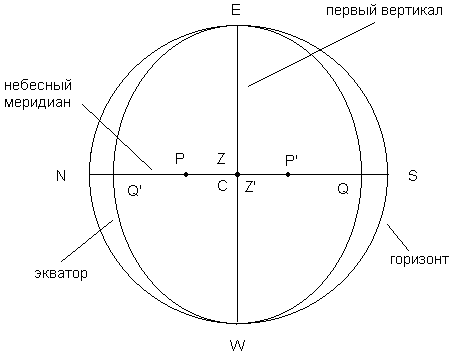 E
первый вертикал
небесный
меридиан
P
Z
P'
N
S
Q'
C
Z'
Q
экватор
горизонт
W